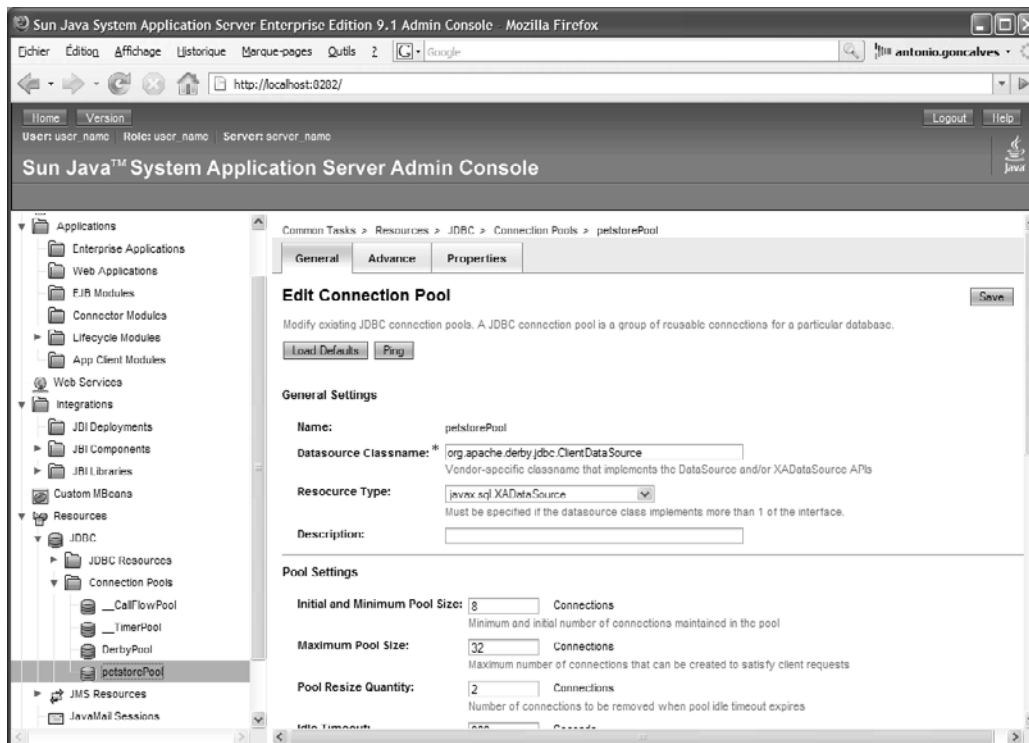 Sun Java System Application Server Enterprise Edition 9.1 Admin Console - Mozilla Firefox
Fichier Édition Affichage Historique Marque-pages Outils ? G Google antonio.goncalves
http://localhost:8282/
Home Version Logout Help
User: user_name Role: user_name Server: server_name
Sun Java™ System Application Server Admin Console
Java
Applications
Enterprise Applications
Web Applications
EJB Modules
Connector Modules
Lifecycle Modules
App Client Modules
Web Services
Integrations
JBI Deployments
JBI Components
JBI Libraries
Custom MBeans
Resources
JDBC
JDBC Resources
Connection Pools
__CallFlowPool
__TimerPool
DerbyPool
petstorePool
JMS Resources
JavaMail Sessions
Common Tasks > Resources > JDBC > Connection Pools > petstorePool
General Advance Properties
Edit Connection Pool Save
Modify existing JDBC connection pools. A JDBC connection pool is a group of reusable connections for a particular database.
Load Defaults Ping
General Settings
Name: petstorePool
Datasource Classname: * org.apache.derby.jdbc.ClientDataSource
Vendor-specific classname that implements the DataSource and/or XADataSource APIs
Resource Type: javax.sql.XADataSource
Must be specified if the datasource class implements more than 1 of the interface.
Description:
Pool Settings
Initial and Minimum Pool Size: 8 Connections
Minimum and initial number of connections maintained in the pool
Maximum Pool Size: 32 Connections
Maximum number of connections that can be created to satisfy client requests
Pool Resize Quantity: 2 Connections
Number of connections to be removed when pool idle timeout expires
Idle Timeout: Seconds